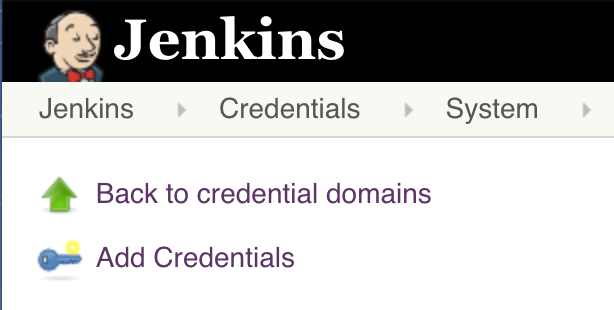 Jenkins
Jenkins Credentials System
Back to credential domains
Add Credentials